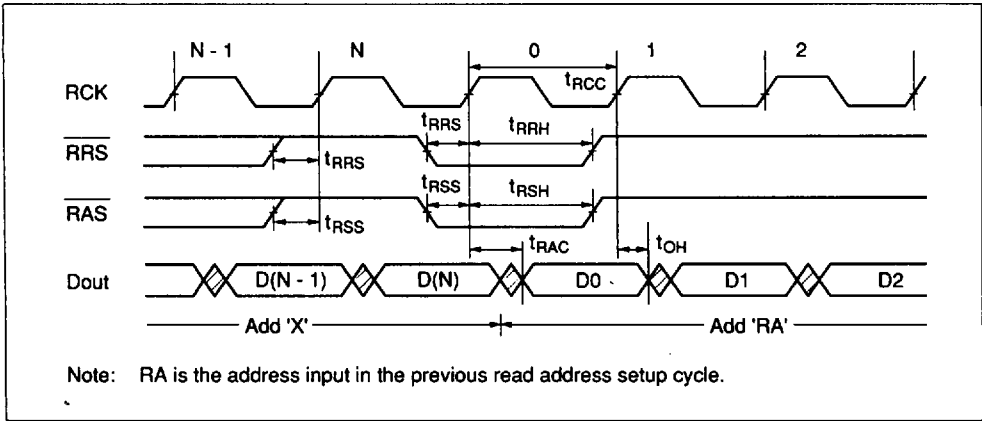 N - 1 N 0 1 2
RCK tRCC
RRS tRRS tRRS tRRH
RAS tRSS tRSS tRSH
tRAC tOH
Dout D(N - 1) D(N) D0 D1 D2
Add 'X' Add 'RA'
Note: RA is the address input in the previous read address setup cycle.